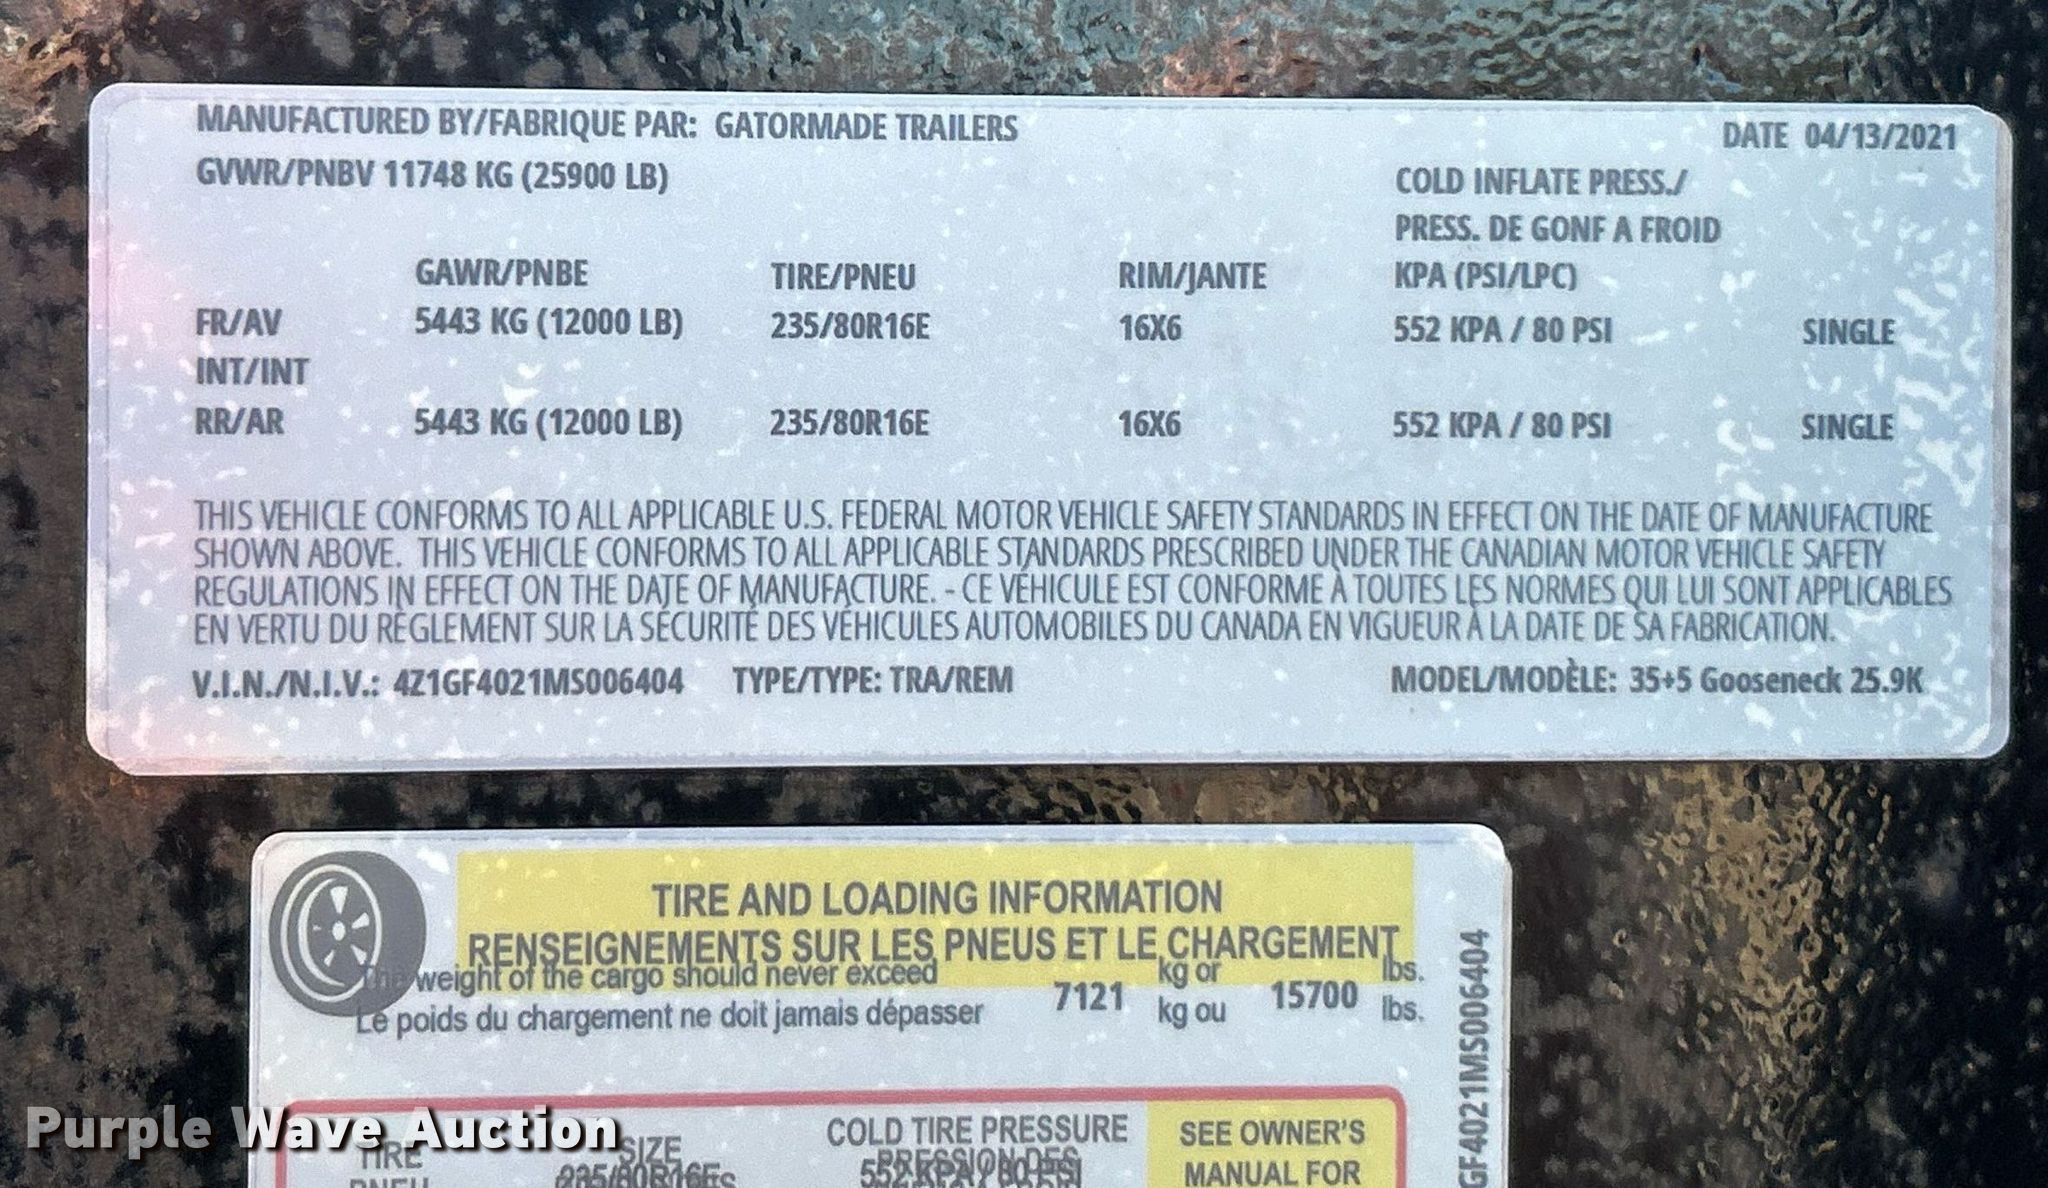 MANUFACTURED BY/FABRIQUE PAR: GATORMADE TRAILERS DATE 04/13/2021
GVWR/PNBV 11748 KG (25900 LB)
COLD INFLATE PRESS./
PRESS. DE GONF A FROID
GAWR/PNBE TIRE/PNEU RIM/JANTE KPA (PSI/LPC)
FR/AV 5443 KG (12000 LB) 235/80R16E 16X6 552 KPA / 80 PSI SINGLE
INT/INT
RR/AR 5443 KG (12000 LB) 235/80R16E 16X6 552 KPA / 80 PSI SINGLE
THIS VEHICLE CONFORMS TO ALL APPLICABLE U.S. FEDERAL MOTOR VEHICLE SAFETY STANDARDS IN EFFECT ON THE DATE OF MANUFACTURE
SHOWN ABOVE. THIS VEHICLE CONFORMS TO ALL APPLICABLE STANDARDS PRESCRIBED UNDER THE CANADIAN MOTOR VEHICLE SAFETY
REGULATIONS IN EFFECT ON THE DATE OF MANUFACTURE. - CE VÉHICULE EST CONFORME À TOUTES LES NORMES QUI LUI SONT APPLICABLES
EN VERTU DU RÈGLEMENT SUR LA SÉCURITÉ DES VÉHICULES AUTOMOBILES DU CANADA EN VIGUEUR À LA DATE DE SA FABRICATION.
V.I.N./N.I.V.: 4Z1GF4021MS006404 TYPE/TYPE: TRA/REM MODEL/MODÈLE: 35+5 Gooseneck 25.9K
TIRE AND LOADING INFORMATION
RENSEIGNEMENTS SUR LES PNEUS ET LE CHARGEMENT
The weight of the cargo should never exceed kg or lbs.
7121 15700
Le poids du chargement ne doit jamais dépasser kg ou lbs.
GF4021MS006404
TIRE SIZE COLD TIRE PRESSURE SEE OWNER'S
PNEU 235/80R16E PRESSION DES 552 KPA / 80 PSI MANUAL FOR
Purple Wave Auction